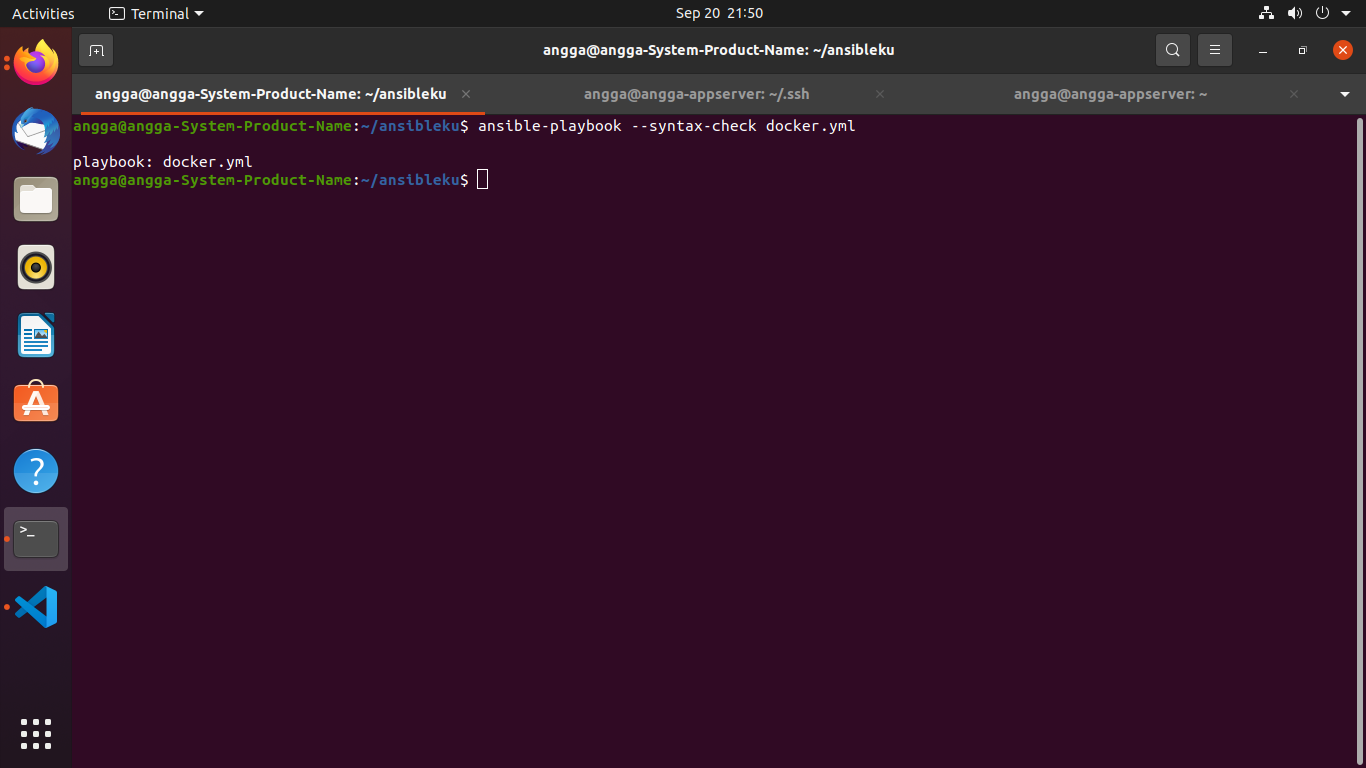 Activities
Terminal
Sep 20 21:50
angga@angga-System-Product-Name: ~/ansibleku
angga@angga-System-Product-Name: ~/ansibleku
angga@angga-appserver: ~/.ssh
angga@angga-appserver: ~
angga@angga-System-Product-Name:~/ansibleku$ ansible-playbook --syntax-check docker.yml
playbook: docker.yml
angga@angga-System-Product-Name:~/ansibleku$